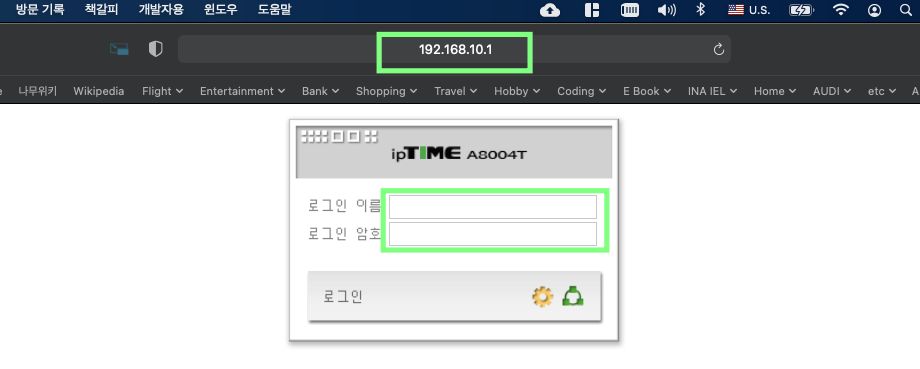 방문 기록 책갈피 개발자용 윈도우 도움말 U.S.
192.168.10.1
나무위키 Wikipedia Flight Entertainment Bank Shopping Travel Hobby Coding E Book INA IEL Home AUDI etc
ipTIME A8004T
로그인 이름
로그인 암호
로그인